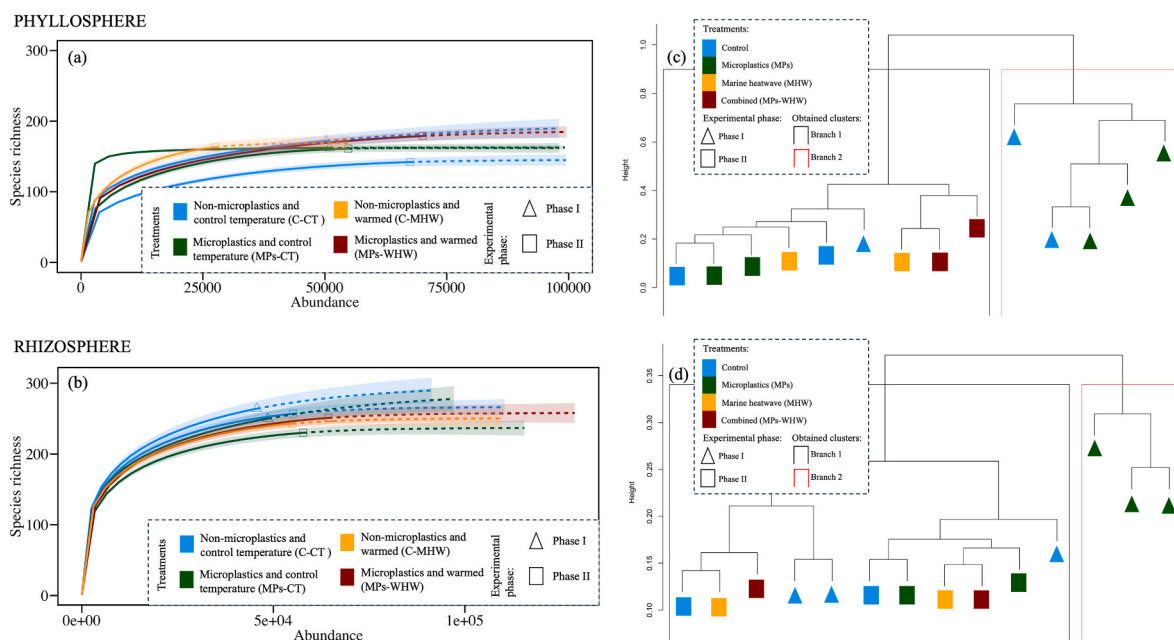 PHYLLOSPHERE
(a)
Species richness
300
200
100
0
0
25000
50000
75000
100000
Abundance
Treatments
Non-microplastics and
control temperature (C-CT )
Microplastics and control
temperature (MPs-CT)
Non-microplastics and
warmed (C-MHW)
Microplastics and warmed
(MPs-WHW)
Experimental
phase:
Phase I
Phase II
(c)
Height
1.0
0.8
0.6
0.4
0.2
0.0
Treatments:
Control
Microplastics (MPs)
Marine heatwave (MHW)
Combined (MPs-WHW)
Experimental phase:
Phase I
Phase II
Obtained clusters:
Branch 1
Branch 2
RHIZOSPHERE
(b)
Species richness
300
200
100
0
0e+00
5e+04
1e+05
Abundance
Treatments
Non-microplastics and
control temperature (C-CT )
Microplastics and control
temperature (MPs-CT)
Non-microplastics and
warmed (C-MHW)
Microplastics and warmed
(MPs-WHW)
Experimental
phase:
Phase I
Phase II
(d)
Height
0.35
0.30
0.25
0.20
0.15
0.10
Treatments:
Control
Microplastics (MPs)
Marine heatwave (MHW)
Combined (MPs-WHW)
Experimental phase:
Phase I
Phase II
Obtained clusters:
Branch 1
Branch 2